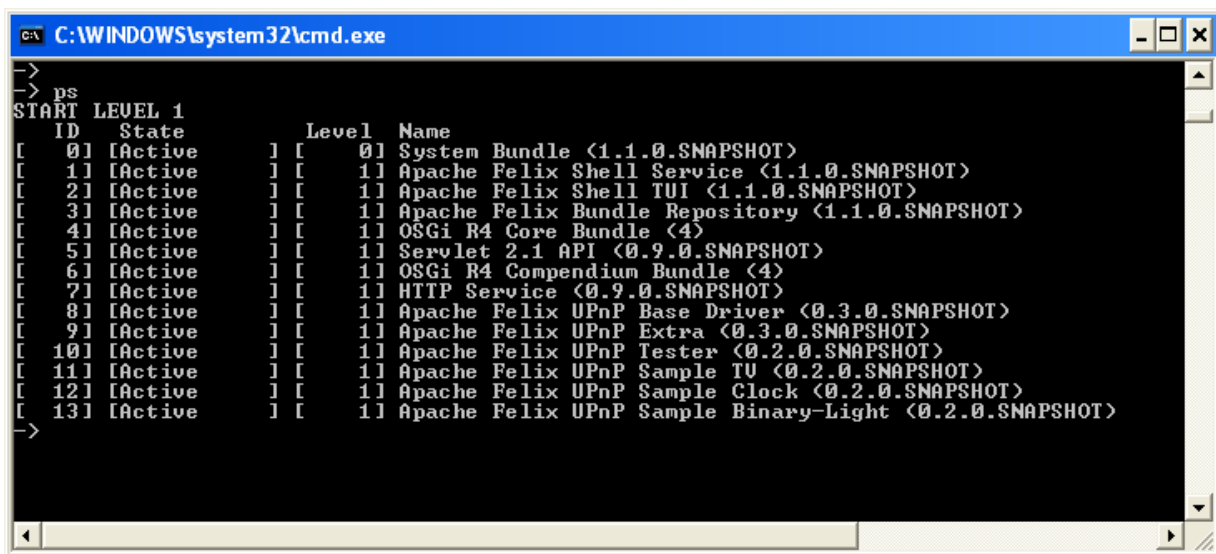 C:\WINDOWS\system32\cmd.exe
->
-> ps
START LEVEL 1
   ID   State         Level  Name
[   0] [Active     ] [    0] System Bundle (1.1.0.SNAPSHOT)
[   1] [Active     ] [    1] Apache Felix Shell Service (1.1.0.SNAPSHOT)
[   2] [Active     ] [    1] Apache Felix Shell TUI (1.1.0.SNAPSHOT)
[   3] [Active     ] [    1] Apache Felix Bundle Repository (1.1.0.SNAPSHOT)
[   4] [Active     ] [    1] OSGi R4 Core Bundle (4)
[   5] [Active     ] [    1] Servlet 2.1 API (0.9.0.SNAPSHOT)
[   6] [Active     ] [    1] OSGi R4 Compendium Bundle (4)
[   7] [Active     ] [    1] HTTP Service (0.9.0.SNAPSHOT)
[   8] [Active     ] [    1] Apache Felix UPnP Base Driver (0.3.0.SNAPSHOT)
[   9] [Active     ] [    1] Apache Felix UPnP Extra (0.3.0.SNAPSHOT)
[  10] [Active     ] [    1] Apache Felix UPnP Tester (0.2.0.SNAPSHOT)
[  11] [Active     ] [    1] Apache Felix UPnP Sample TV (0.2.0.SNAPSHOT)
[  12] [Active     ] [    1] Apache Felix UPnP Sample Clock (0.2.0.SNAPSHOT)
[  13] [Active     ] [    1] Apache Felix UPnP Sample Binary-Light (0.2.0.SNAPSHOT)
->